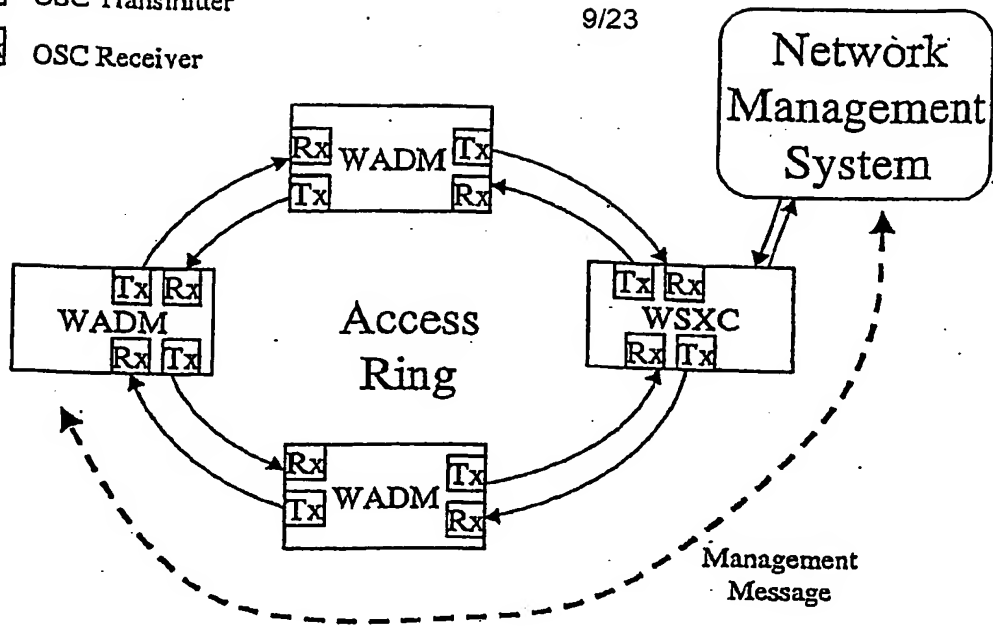 OSC Transmitter
9/23
OSC Receiver
Network
Management
System
Rx WADM Tx
Tx Rx
Tx Rx
WADM
Rx Tx
Access
Ring
Tx Rx
WSXC
Rx Tx
Rx WADM Tx
Tx Rx
Management
Message